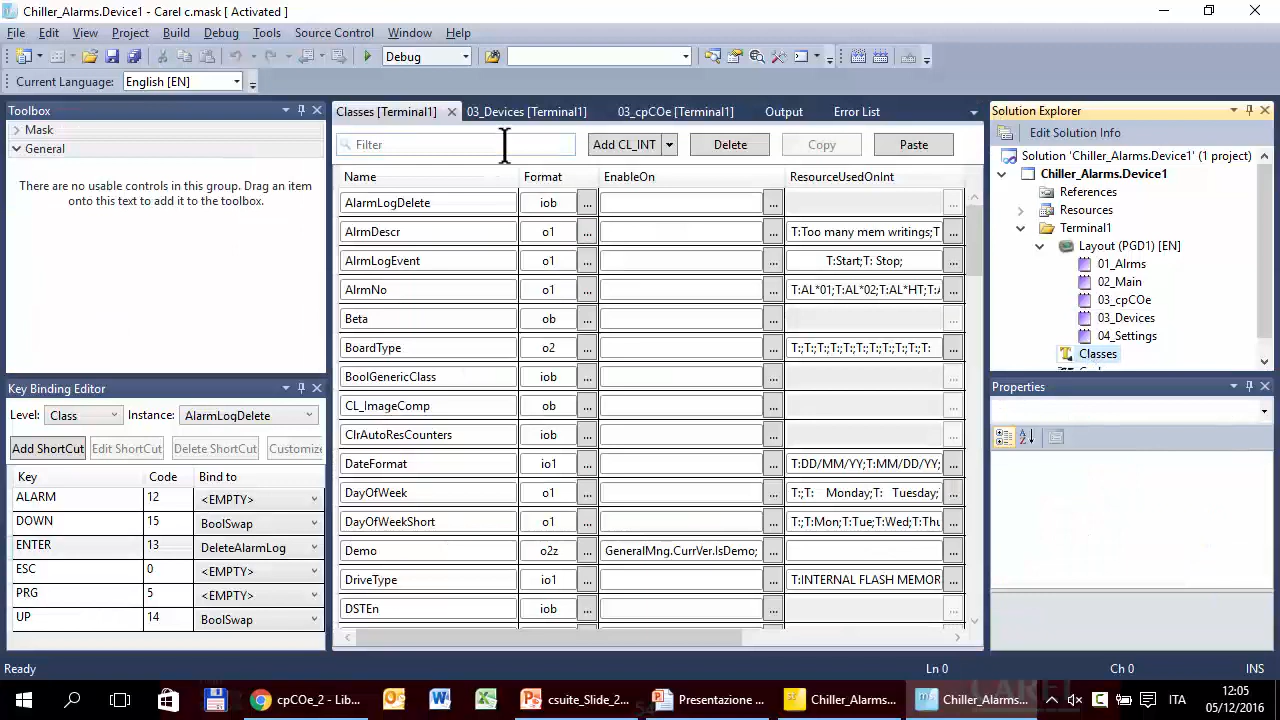 Chiller_Alarms.Device1 - Carel c.mask [ Activated ]
File Edit View Project Build Debug Tools Source Control Window Help
Debug
Current Language: English [EN]
Toolbox
Mask
General
There are no usable controls in this group. Drag an item
onto this text to add it to the toolbox.
Key Binding Editor
Level: Class Instance: AlarmLogDelete
Add ShortCut Edit ShortCut Delete ShortCut Customize
Key Code Bind to
ALARM 12 <EMPTY>
DOWN 15 BoolSwap
ENTER 13 DeleteAlarmLog
ESC 0 <EMPTY>
PRG 5 <EMPTY>
UP 14 BoolSwap
Classes [Terminal1] 03_Devices [Terminal1] 03_cpCOe [Terminal1] Output Error List
Filter Add CL_INT Delete Copy Paste
Name Format EnableOn ResourceUsedOnInt
AlarmLogDelete iob ... ... ...
AlrmDescr o1 ... ... T:Too many mem writings;T ...
AlrmLogEvent o1 ... ... T:Start;T: Stop; ...
AlrmNo o1 ... ... T:AL*01;T:AL*02;T:AL*HT;T:A ...
Beta ob ... ... ...
BoardType o2 ... ... T:;T:;T:;T:;T:;T:;T:;T:;T:;T: ...
BoolGenericClass iob ... ... ...
CL_ImageComp ob ... ... ...
ClrAutoResCounters iob ... ... ...
DateFormat io1 ... ... T:DD/MM/YY;T:MM/DD/YY; ...
DayOfWeek o1 ... ... T:;T: Monday;T: Tuesday; ...
DayOfWeekShort o1 ... ... T:;T:Mon;T:Tue;T:Wed;T:Thu ...
Demo o2z ... GeneralMng.CurrVer.IsDemo; ... ...
DriveType io1 ... ... T:INTERNAL FLASH MEMOR ...
DSTEn iob ... ... ...
Solution Explorer
Edit Solution Info
Solution 'Chiller_Alarms.Device1' (1 project)
Chiller_Alarms.Device1
References
Resources
Terminal1
Layout (PGD1) [EN]
01_Alrms
02_Main
03_cpCOe
03_Devices
04_Settings
Classes
Properties
Ready Ln 0 Ch 0 INS
cpCOe_2 - Lib... csuite_Slide_2... Presentazione ... Chiller_Alarms... Chiller_Alarms... ITA
12:05
05/12/2016